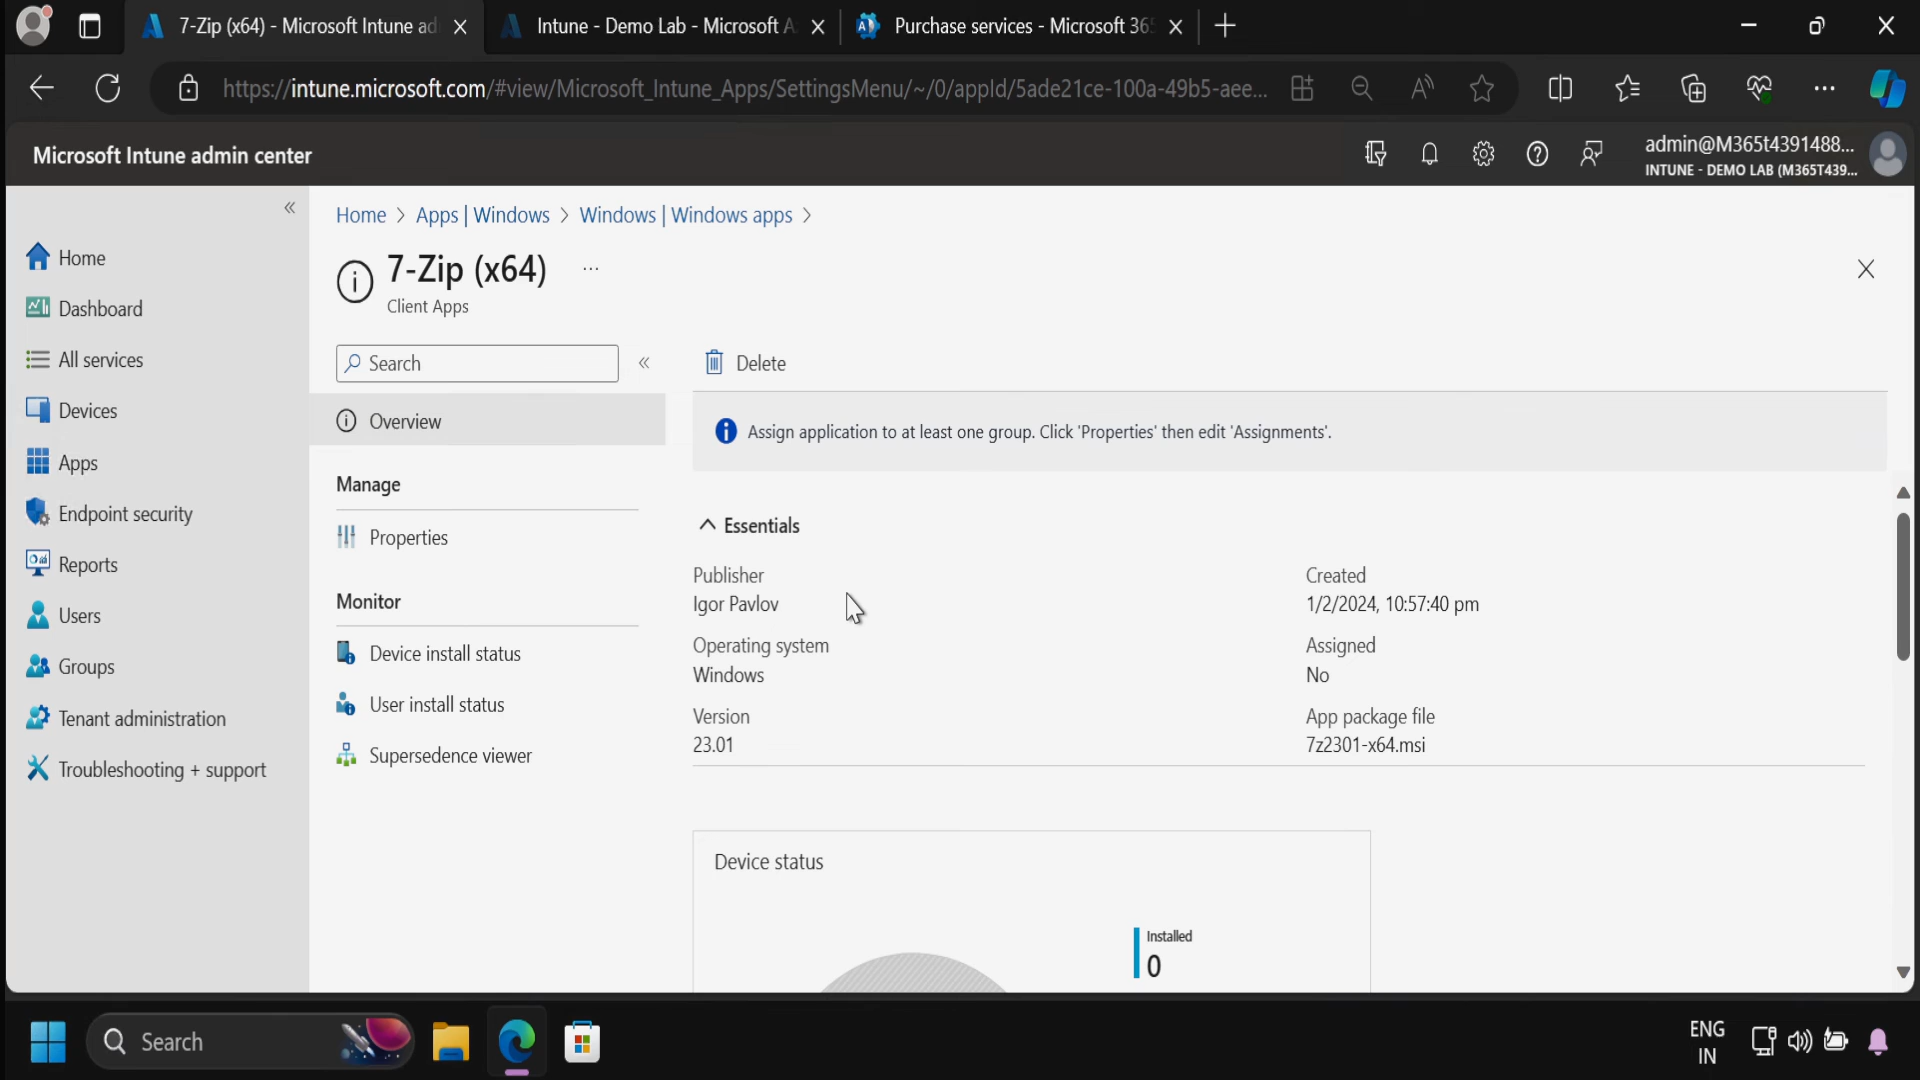 7-Zip (x64) - Microsoft Intune ad
Intune - Demo Lab - Microsoft A
Purchase services - Microsoft 365
https://intune.microsoft.com/#view/Microsoft_Intune_Apps/SettingsMenu/~/0/appId/5ade21ce-100a-49b5-aee...
Microsoft Intune admin center
admin@M365t4391488...
INTUNE - DEMO LAB (M365T439...
Home > Apps | Windows > Windows | Windows apps >
7-Zip (x64) ...
Client Apps
Home
Dashboard
All services
Devices
Apps
Endpoint security
Reports
Users
Groups
Tenant administration
Troubleshooting + support
Search
Overview
Manage
Properties
Monitor
Device install status
User install status
Supersedence viewer
Delete
Assign application to at least one group. Click 'Properties' then edit 'Assignments'.
Essentials
Publisher
Igor Pavlov
Operating system
Windows
Version
23.01
Created
1/2/2024, 10:57:40 pm
Assigned
No
App package file
7z2301-x64.msi
Device status
Installed
0
Search
ENG
IN